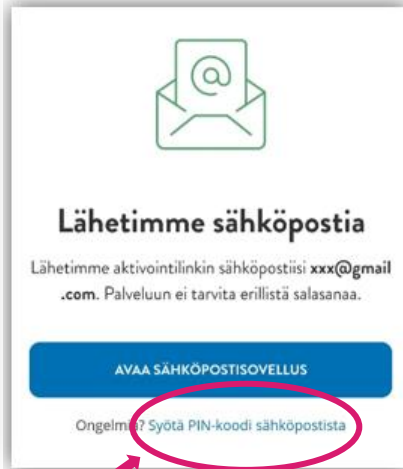 @
Lähetimme sähköpostia
Lähetimme aktivointilinkin sähköpostiisi xxx@gmail
.com. Palveluun ei tarvita erillistä salasanaa.
AVAA SÄHKÖPOSTISOVELLUS
Ongelmia? Syötä PIN-koodi sähköpostista